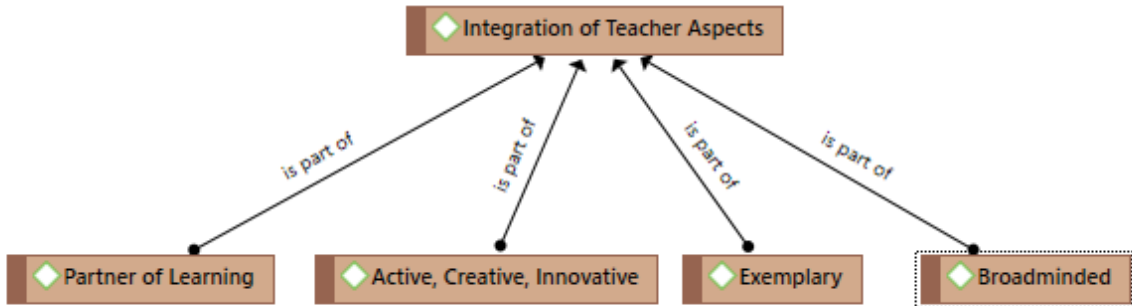 Integration of Teacher Aspects
is part of
is part of
is part of
is part of
Partner of Learning
Active, Creative, Innovative
Exemplary
Broadminded